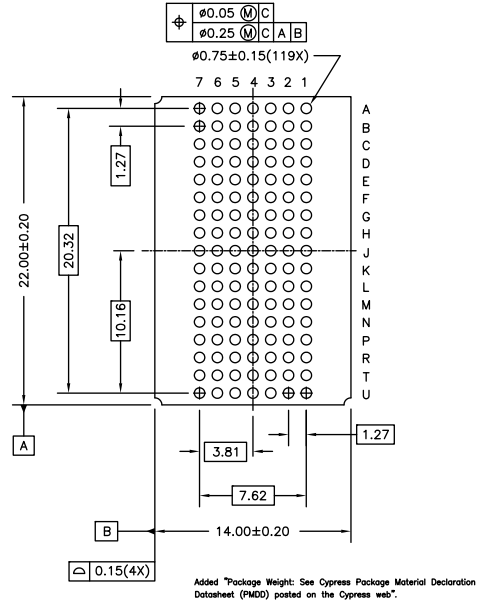 ⌖ ø0.05 Ⓜ C
ø0.25 Ⓜ C A B
ø0.75±0.15(119X)
7 6 5 4 3 2 1
A
B
C
D
E
F
G
H
J
K
L
M
N
P
R
T
U
1.27
20.32
22.00±0.20
10.16
A
1.27
3.81
7.62
B
14.00±0.20
⌓ 0.15(4X)
Added "Package Weight: See Cypress Package Material Declaration
Datasheet (PMDD) posted on the Cypress web".